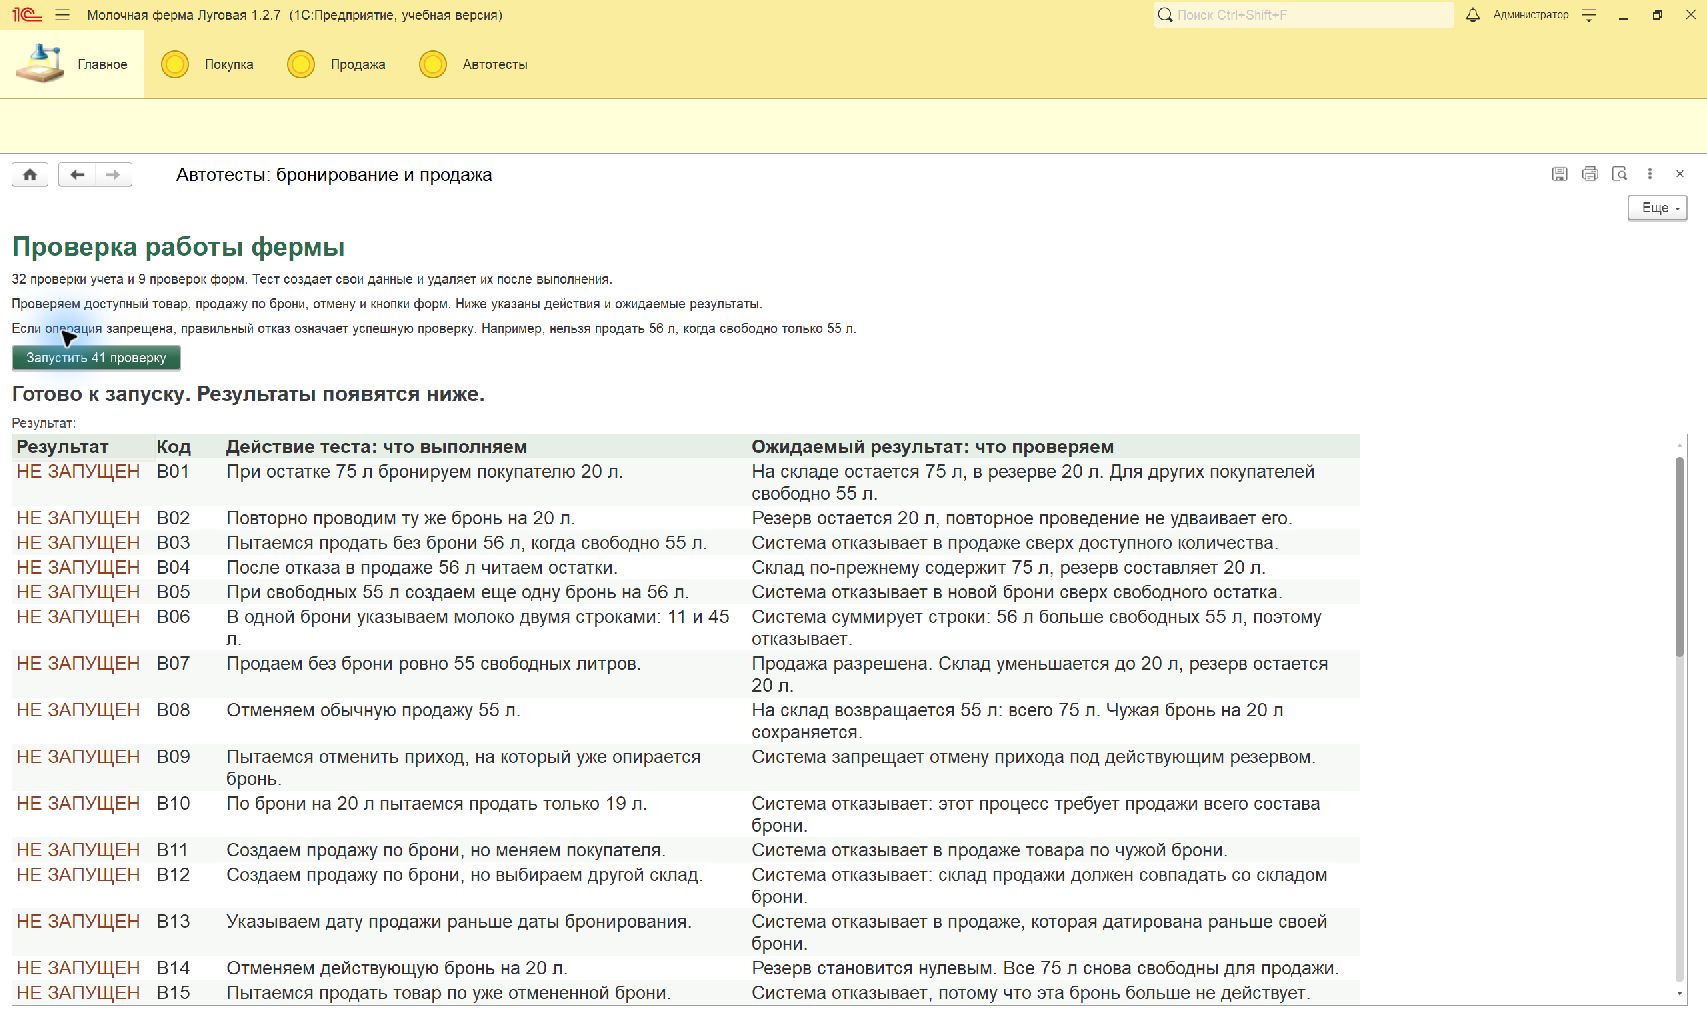 Молочная ферма Луговая 1.2.7 (1С:Предприятие, учебная версия)
Поиск Ctrl+Shift+F
Администратор
Главное
Покупка
Продажа
Автотесты
Автотесты: бронирование и продажа
Еще
Проверка работы фермы
32 проверки учета и 9 проверок форм. Тест создает свои данные и удаляет их после выполнения.
Проверяем доступный товар, продажу по брони, отмену и кнопки форм. Ниже указаны действия и ожидаемые результаты.
Если операция запрещена, правильный отказ означает успешную проверку. Например, нельзя продать 56 л, когда свободно только 55 л.
Запустить 41 проверку
Готово к запуску. Результаты появятся ниже.
Результат:
Результат Код Действие теста: что выполняем Ожидаемый результат: что проверяем
НЕ ЗАПУЩЕН B01 При остатке 75 л бронируем покупателю 20 л. На складе остается 75 л, в резерве 20 л. Для других покупателей
свободно 55 л.
НЕ ЗАПУЩЕН B02 Повторно проводим ту же бронь на 20 л. Резерв остается 20 л, повторное проведение не удваивает его.
НЕ ЗАПУЩЕН B03 Пытаемся продать без брони 56 л, когда свободно 55 л. Система отказывает в продаже сверх доступного количества.
НЕ ЗАПУЩЕН B04 После отказа в продаже 56 л читаем остатки. Склад по-прежнему содержит 75 л, резерв составляет 20 л.
НЕ ЗАПУЩЕН B05 При свободных 55 л создаем еще одну бронь на 56 л. Система отказывает в новой брони сверх свободного остатка.
НЕ ЗАПУЩЕН B06 В одной брони указываем молоко двумя строками: 11 и 45 Система суммирует строки: 56 л больше свободных 55 л, поэтому
л. отказывает.
НЕ ЗАПУЩЕН B07 Продаем без брони ровно 55 свободных литров. Продажа разрешена. Склад уменьшается до 20 л, резерв остается
20 л.
НЕ ЗАПУЩЕН B08 Отменяем обычную продажу 55 л. На склад возвращается 55 л: всего 75 л. Чужая бронь на 20 л
сохраняется.
НЕ ЗАПУЩЕН B09 Пытаемся отменить приход, на который уже опирается Система запрещает отмену прихода под действующим резервом.
бронь.
НЕ ЗАПУЩЕН B10 По брони на 20 л пытаемся продать только 19 л. Система отказывает: этот процесс требует продажи всего состава
брони.
НЕ ЗАПУЩЕН B11 Создаем продажу по брони, но меняем покупателя. Система отказывает в продаже товара по чужой брони.
НЕ ЗАПУЩЕН B12 Создаем продажу по брони, но выбираем другой склад. Система отказывает: склад продажи должен совпадать со складом
брони.
НЕ ЗАПУЩЕН B13 Указываем дату продажи раньше даты бронирования. Система отказывает в продаже, которая датирована раньше своей
брони.
НЕ ЗАПУЩЕН B14 Отменяем действующую бронь на 20 л. Резерв становится нулевым. Все 75 л снова свободны для продажи.
НЕ ЗАПУЩЕН B15 Пытаемся продать товар по уже отмененной брони. Система отказывает, потому что эта бронь больше не действует.